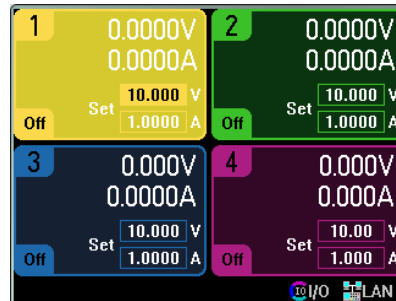 1 0.0000V
0.0000A
Set 10.000 V
Off 1.0000 A
2 0.0000V
0.0000A
Set 10.000 V
Off 1.0000 A
3 0.000V
0.0000A
Set 10.000 V
Off 1.0000 A
4 0.000V
0.000A
Set 10.00 V
Off 1.000 A
IO I/O LAN